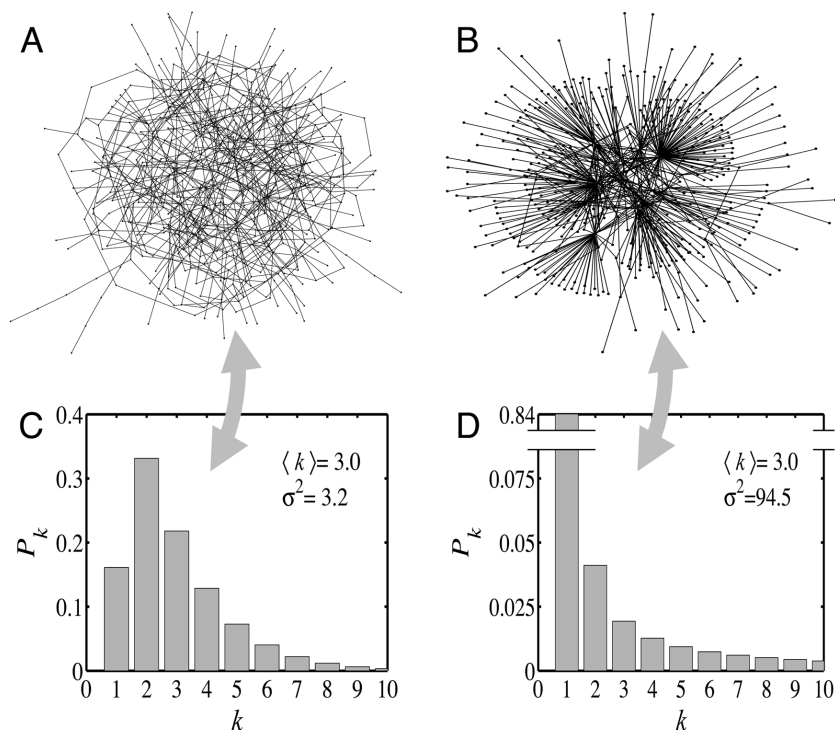 A
B
C
0.4
0.3
0.2
0.1
0
P_k
⟨ k ⟩= 3.0
σ²= 3.2
0 1 2 3 4 5 6 7 8 9 10
k
D
0.84
0.075
0.05
0.025
0
P_k
⟨ k ⟩= 3.0
σ²=94.5
0 1 2 3 4 5 6 7 8 9 10
k